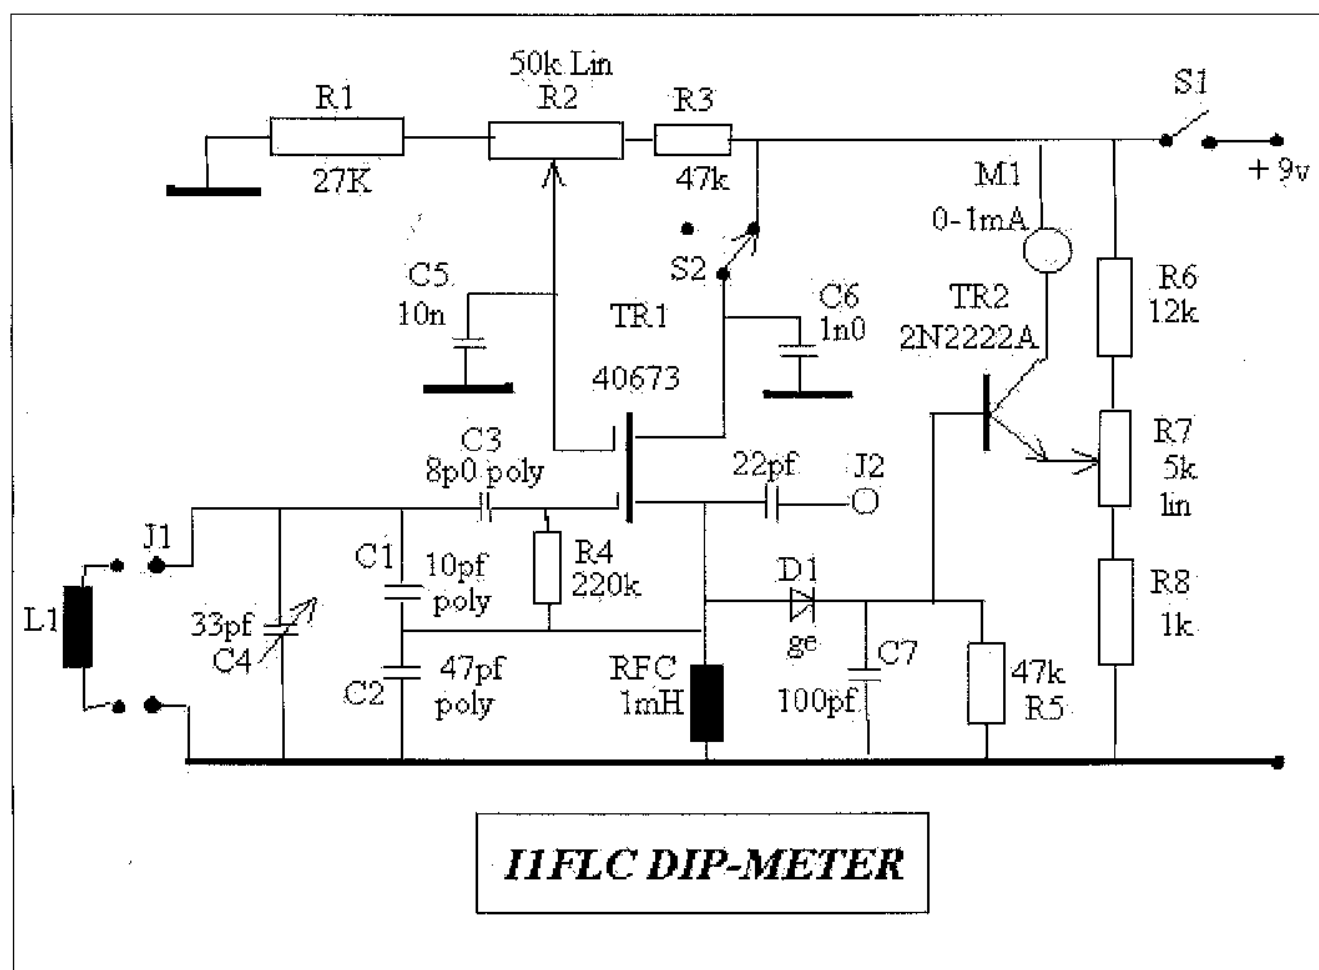 50k Lin
R1
R2
R3
S1
27K
47k
+ 9v
M1
0-1mA
S2
C5
10n
TR1
C6
1n0
TR2
2N2222A
R6
12k
40673
C3
8p0 poly
22pf
J2
R7
5k
lin
J1
C1
10pf
poly
R4
220k
D1
ge
R8
1k
L1
33pf
C4
C2
47pf
poly
RFC
1mH
C7
100pf
47k
R5
I1FLC DIP-METER